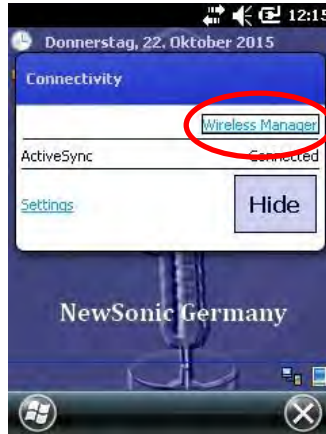 12:15
Donnerstag, 22. Oktober 2015
Connectivity
Wireless Manager
ActiveSync Connected
Settings Hide
NewSonic Germany